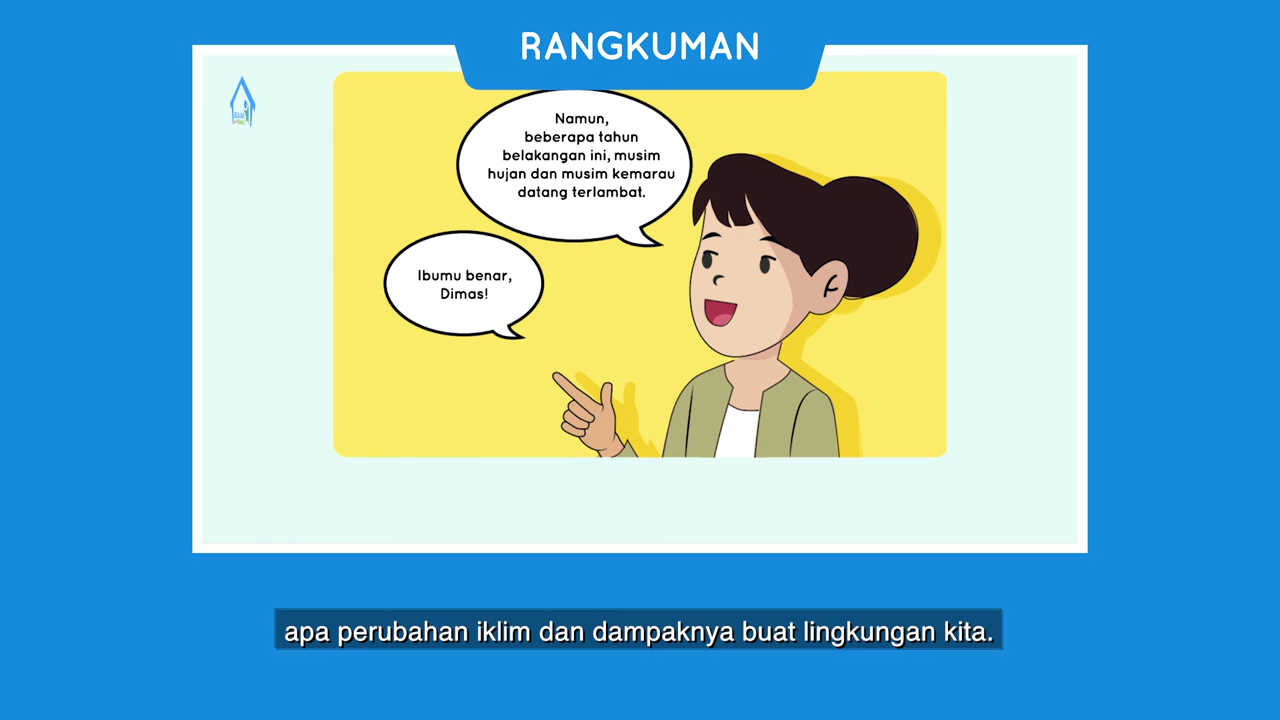 RANGKUMAN
Namun,
beberapa tahun
belakangan ini, musim
hujan dan musim kemarau
datang terlambat.
Ibumu benar,
Dimas!
apa perubahan iklim dan dampaknya buat lingkungan kita.